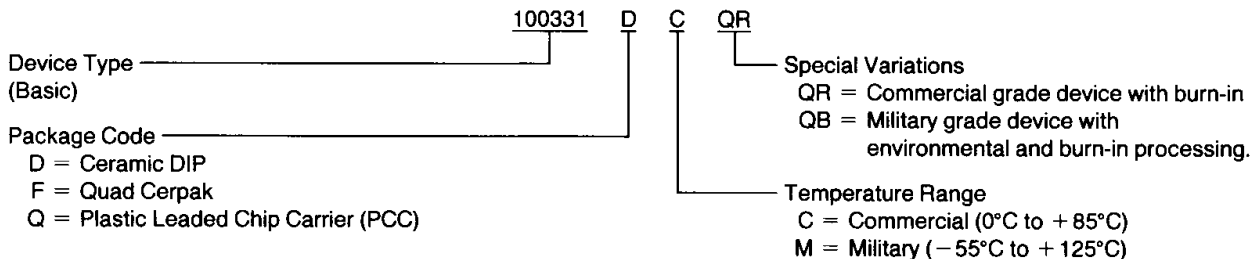 100331 D C QR
Device Type
(Basic)
Package Code
D = Ceramic DIP
F = Quad Cerpak
Q = Plastic Leaded Chip Carrier (PCC)
Special Variations
QR = Commercial grade device with burn-in
QB = Military grade device with
environmental and burn-in processing.
Temperature Range
C = Commercial (0°C to +85°C)
M = Military (−55°C to +125°C)